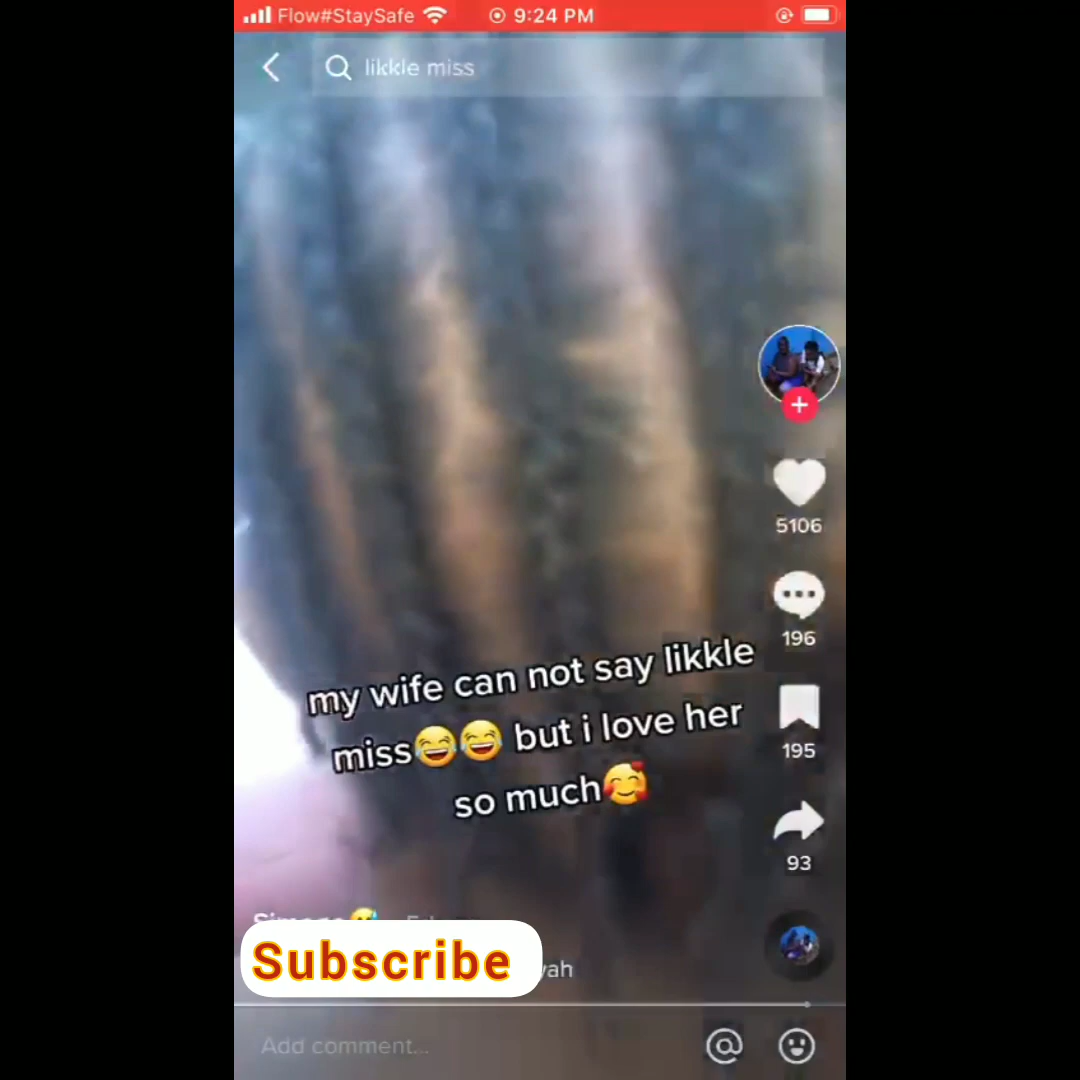 Flow#StaySafe 9:24 PM
likkle miss
5106
196
my wife can not say likkle
miss😂😂 but i love her
so much🥰
195
93
Subscribe
Add comment...